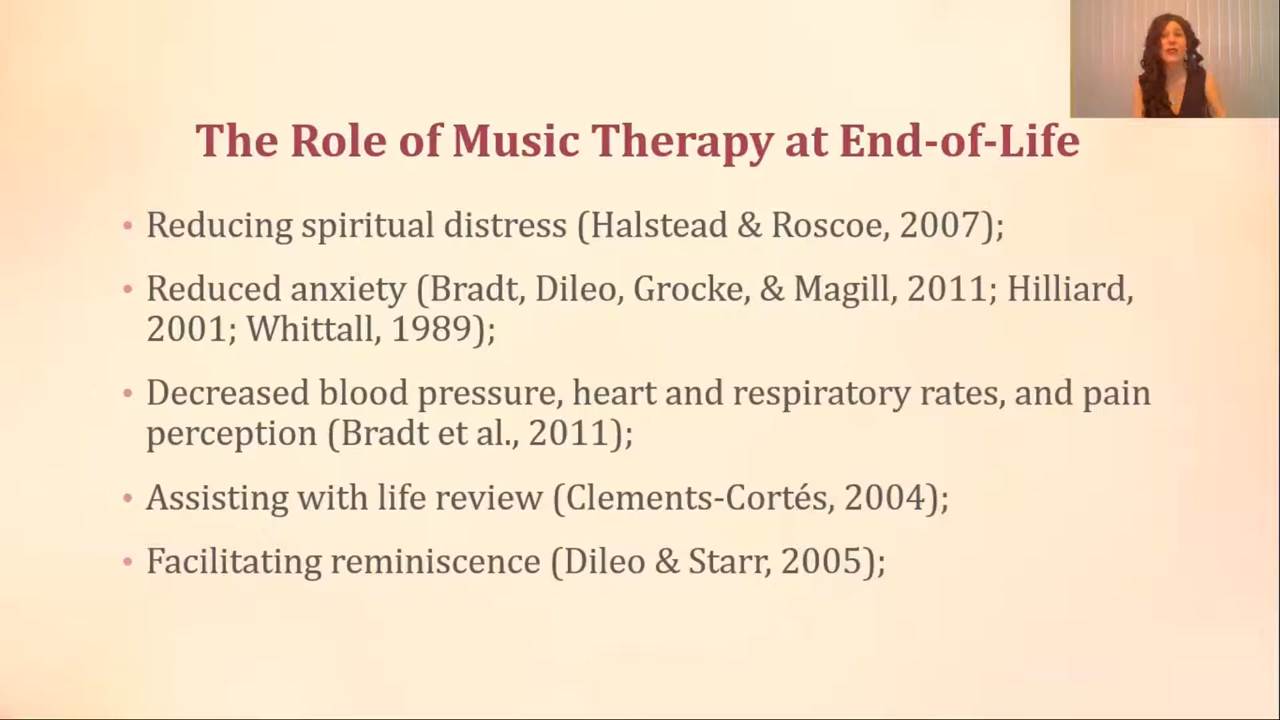 The Role of Music Therapy at End-of-Life
• Reducing spiritual distress (Halstead & Roscoe, 2007);
• Reduced anxiety (Bradt, Dileo, Grocke, & Magill, 2011; Hilliard,
2001; Whittall, 1989);
• Decreased blood pressure, heart and respiratory rates, and pain
perception (Bradt et al., 2011);
• Assisting with life review (Clements-Cortés, 2004);
• Facilitating reminiscence (Dileo & Starr, 2005);